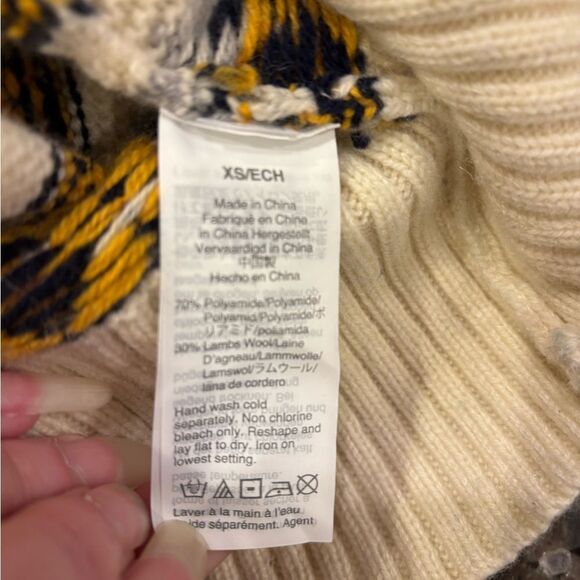 XS/ECH
Made in China
Fabriqué en Chine
in China Hergestellt
Vervaardigd in China
中国製
Hecho en China
70% Polyamide/Polyamide/
Polyamid/Polyamide/ポ
リアミド/poliamida
30% Lambs Wool/Laine
D'agneau/Lammwolle/
Lamswol/ラムウール/
lana de cordero
Hand wash cold
separately. Non chlorine
bleach only. Reshape and
lay flat to dry. Iron on
lowest setting.
Laver à la main à l'eau
séparément. Agent